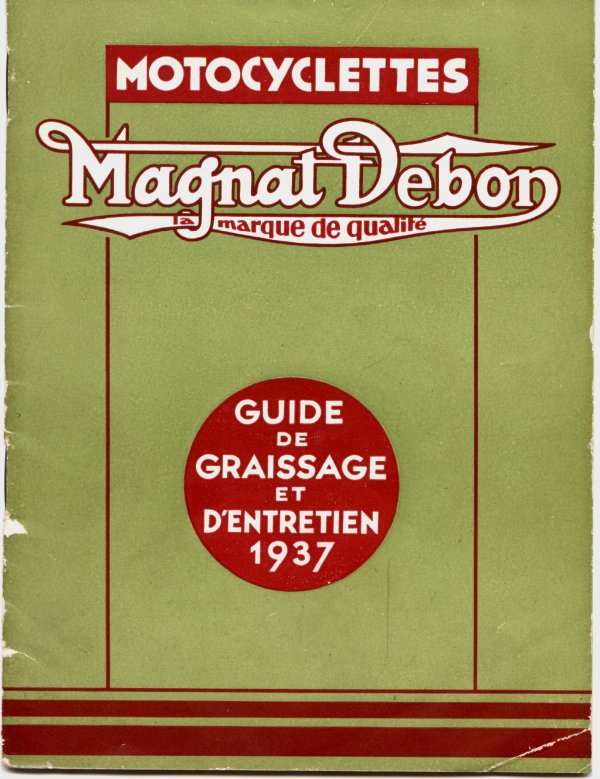 MOTOCYCLETTES
Magnat Debon
la marque de qualité
GUIDE
DE
GRAISSAGE
ET
D'ENTRETIEN
1937